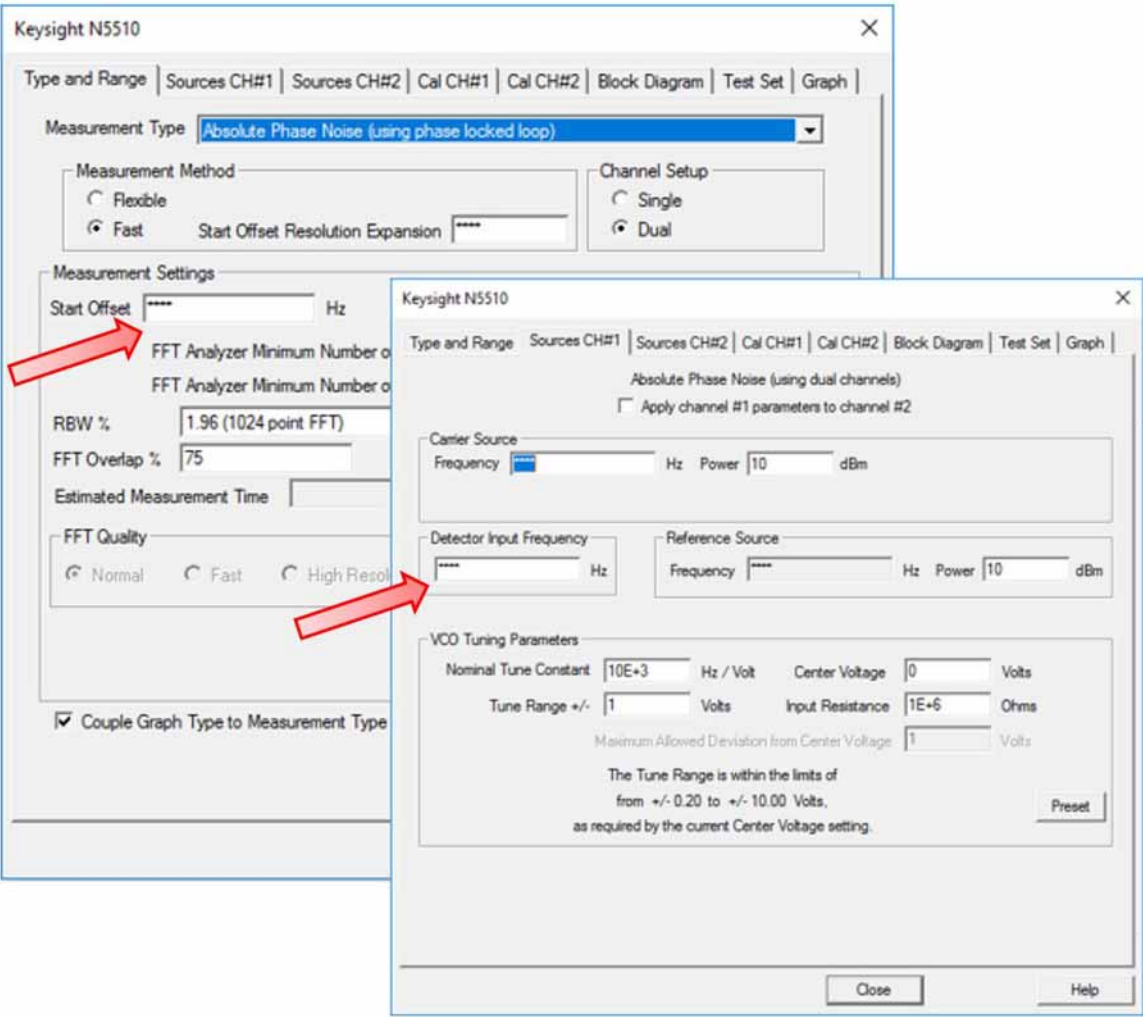 Keysight N5510
Type and Range Sources CH#1 Sources CH#2 Cal CH#1 Cal CH#2 Block Diagram Test Set Graph
Measurement Type Absolute Phase Noise (using phase locked loop)
Measurement Method
Flexible
Fast Start Offset Resolution Expansion ****
Channel Setup
Single
Dual
Measurement Settings
Start Offset **** Hz
FFT Analyzer Minimum Number o
FFT Analyzer Minimum Number o
RBW % 1.96 (1024 point FFT)
FFT Overlap % 75
Estimated Measurement Time
FFT Quality
Normal Fast High Resol
Couple Graph Type to Measurement Type
Keysight N5510
Type and Range Sources CH#1 Sources CH#2 Cal CH#1 Cal CH#2 Block Diagram Test Set Graph
Absolute Phase Noise (using dual channels)
Apply channel #1 parameters to channel #2
Carrier Source
Frequency **** Hz Power 10 dBm
Detector Input Frequency
**** Hz
Reference Source
Frequency **** Hz Power 10 dBm
VCO Tuning Parameters
Nominal Tune Constant 10E+3 Hz / Volt Center Voltage 0 Volts
Tune Range +/- 1 Volts Input Resistance 1E+6 Ohms
Maximum Allowed Deviation from Center Voltage 1 Volts
The Tune Range is within the limits of
from +/- 0.20 to +/- 10.00 Volts,
as required by the current Center Voltage setting.
Preset
Close Help